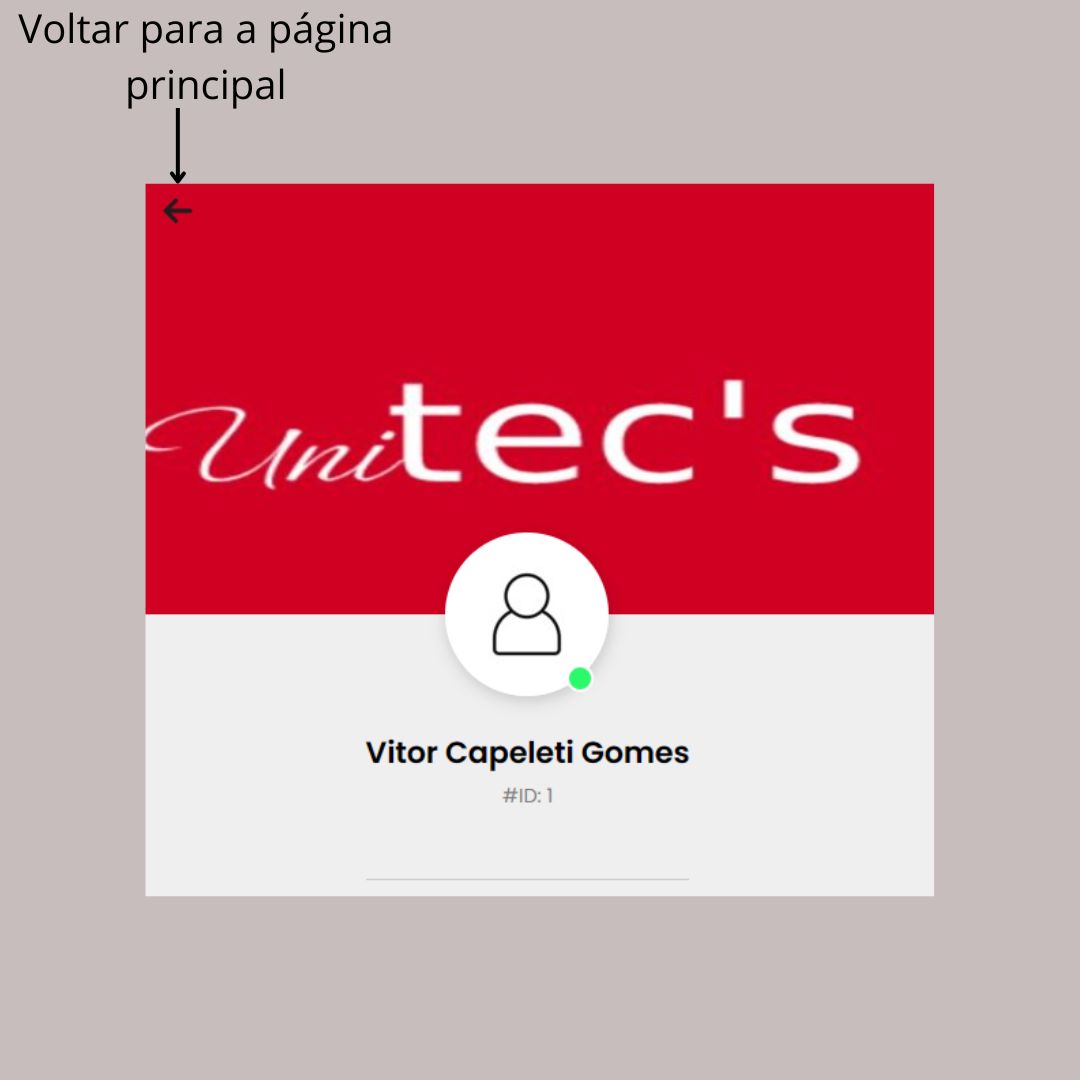 Voltar para a página
principal
Unitec's
Vitor Capeleti Gomes
#ID: 1